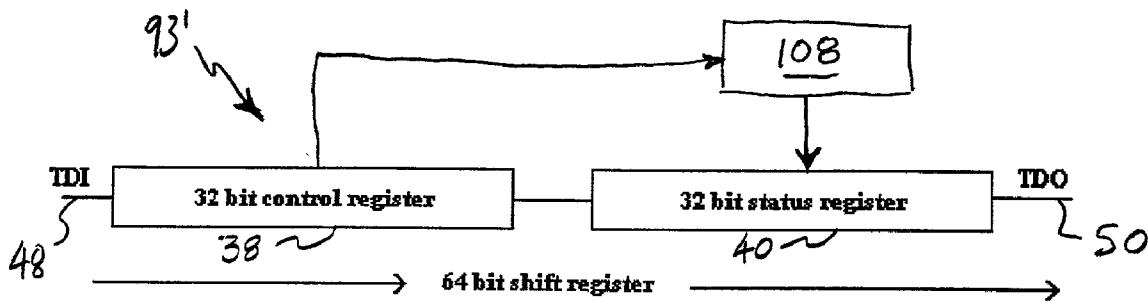 93'
108
TDI
32 bit control register
32 bit status register
TDO
48
38
40
50
64 bit shift register